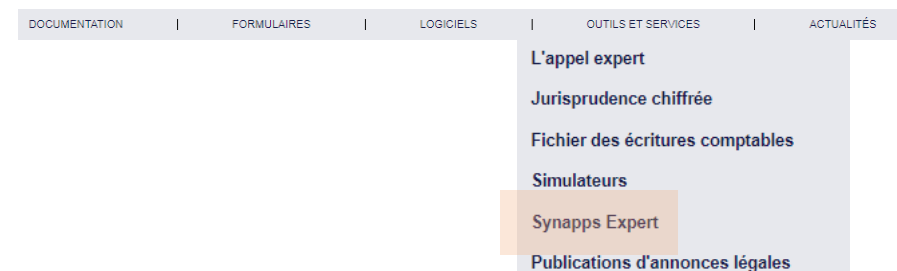 DOCUMENTATION | FORMULAIRES | LOGICIELS | OUTILS ET SERVICES | ACTUALITÉS
L'appel expert
Jurisprudence chiffrée
Fichier des écritures comptables
Simulateurs
Synapps Expert
Publications d'annonces légales